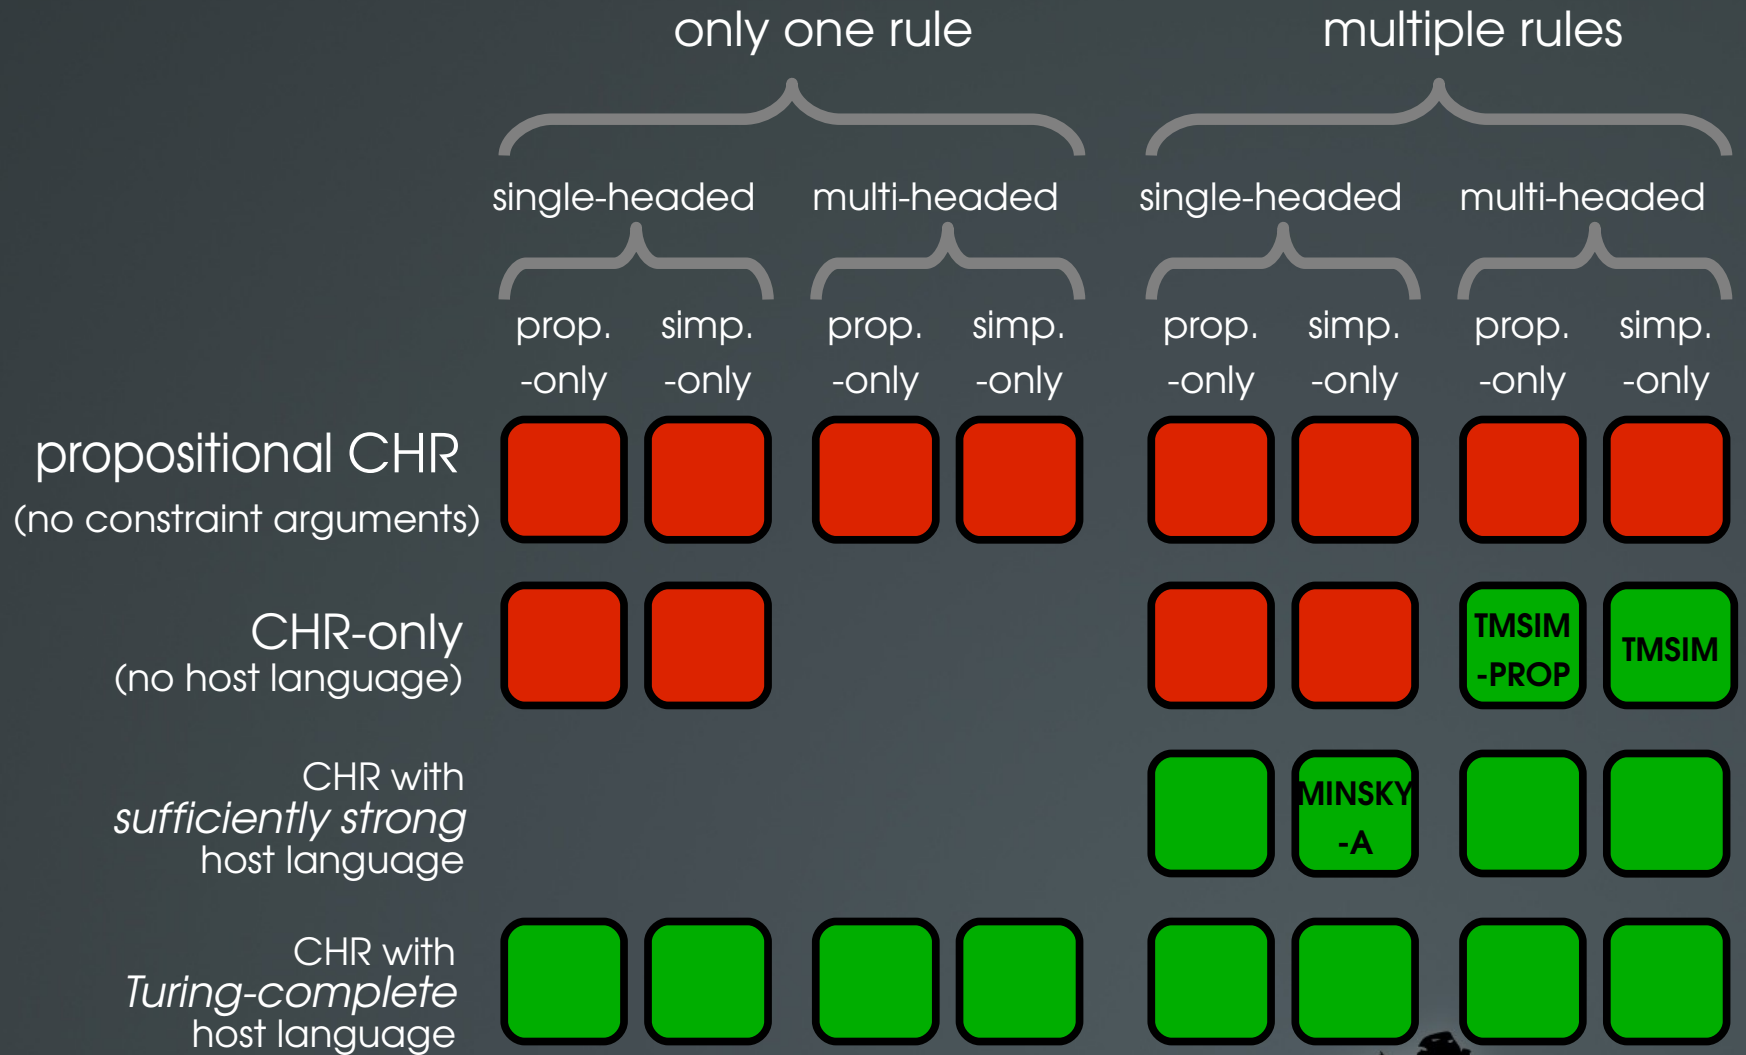 only one rule multiple rules
single-headed multi-headed single-headed multi-headed
prop. simp. prop. simp. prop. simp. prop. simp.
-only -only -only -only -only -only -only -only
propositional CHR
(no constraint arguments)
CHR-only
(no host language)
TMSIM
-PROP
TMSIM
CHR with
sufficiently strong
host language
MINSKY
-A
CHR with
Turing-complete
host language